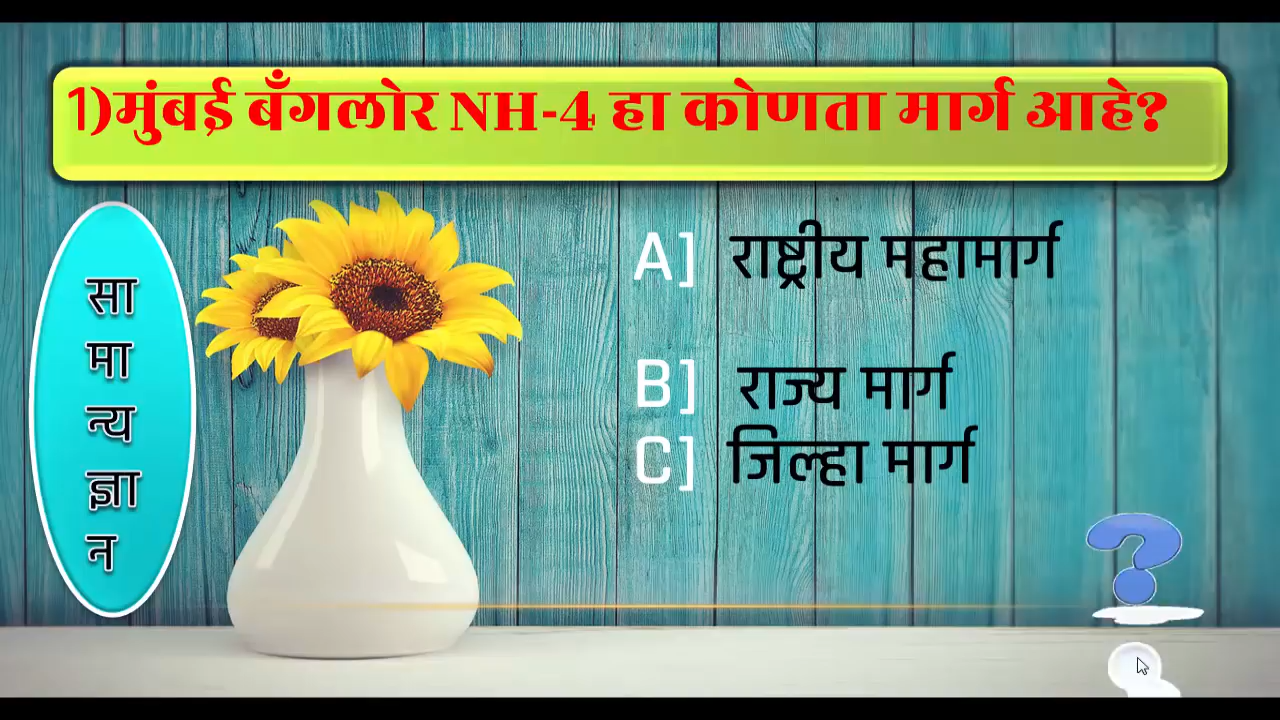 1)मुंबई बँगलोर NH-4 हा कोणता मार्ग आहे?
A] राष्ट्रीय महामार्ग
B] राज्य मार्ग
C] जिल्हा मार्ग
सा
मा
न्य
ज्ञा
न